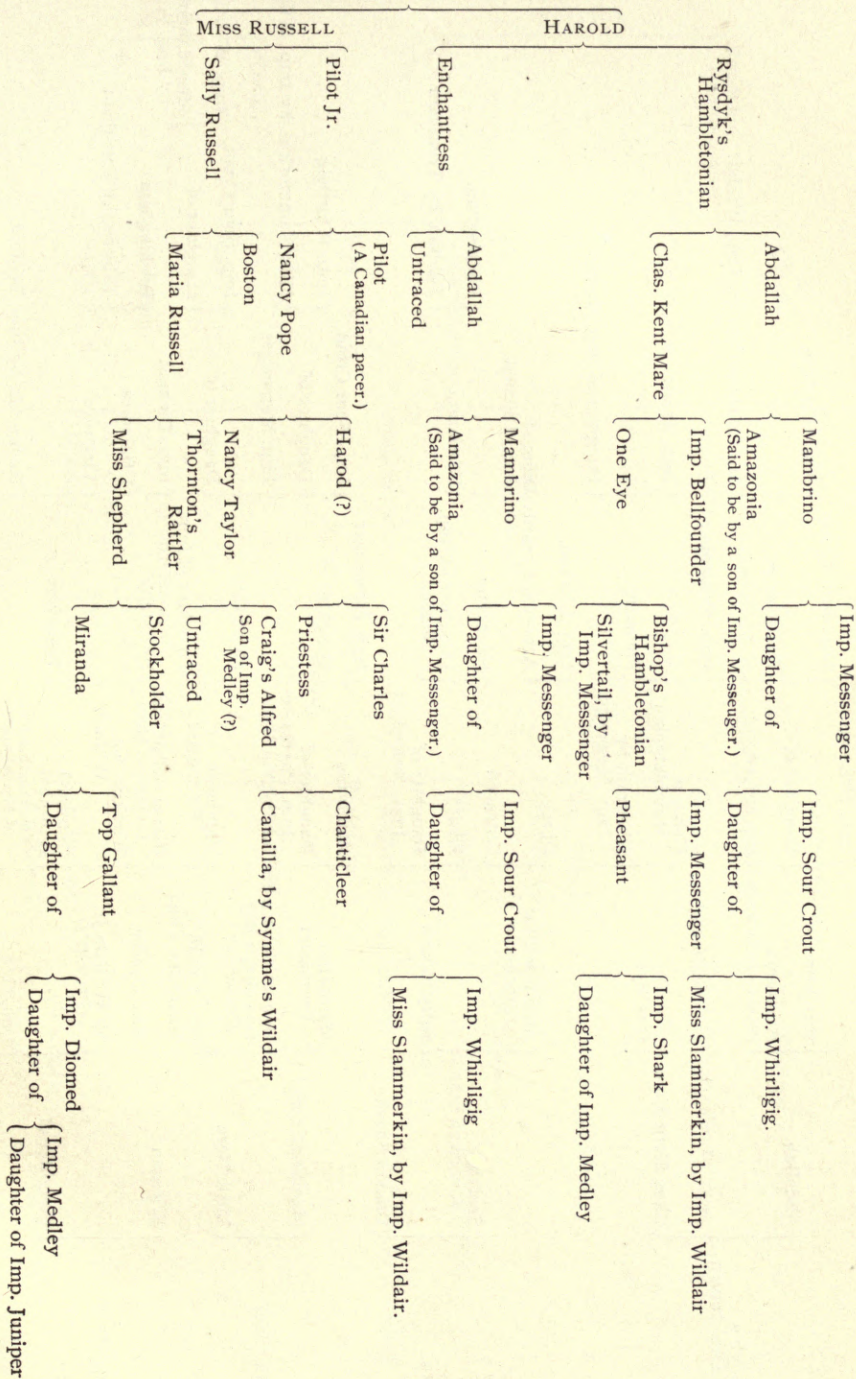 HAROLD
MISS RUSSELL
Rysdyk's
Hambletonian
Enchantress
Pilot Jr.
Sally Russell
Abdallah
Chas. Kent Mare
Abdallah
Untraced
Pilot
(A Canadian pacer.)
Nancy Pope
Boston
Maria Russell
Mambrino
Amazonia
(Said to be by a son of Imp. Messeuger.)
Imp. Bellfounder
One Eye
Mambrino
Amazonia
(Said to be by a son of Imp. Messenger.)
Harod (?)
Nancy Taylor
Thornton's
Rattler
Miss Shepherd
Imp. Messenger
Daughter of
Bishop's
Hambletonian
Silvertail, by
Imp. Messenger
Imp. Messenger
Daughter of
Sir Charles
Priestess
Craig's Alfred
Son of Imp.
Medley (?)
Untraced
Stockholder
Miranda
Imp. Sour Crout
Daughter of
Imp. Messenger
Pheasant
Imp. Sour Crout
Daughter of
Chanticleer
Camilla, by Symme's Wildair
Top Gallant
Daughter of
Imp. Whirligig.
Miss Slammerkin, by Imp. Wildair
Imp. Shark
Daughter of Imp. Medley
Imp. Whirligig
Miss Slammerkin, by Imp. Wildair.
Imp. Diomed
Daughter of
Imp. Medley
Daughter of Imp. Juniper